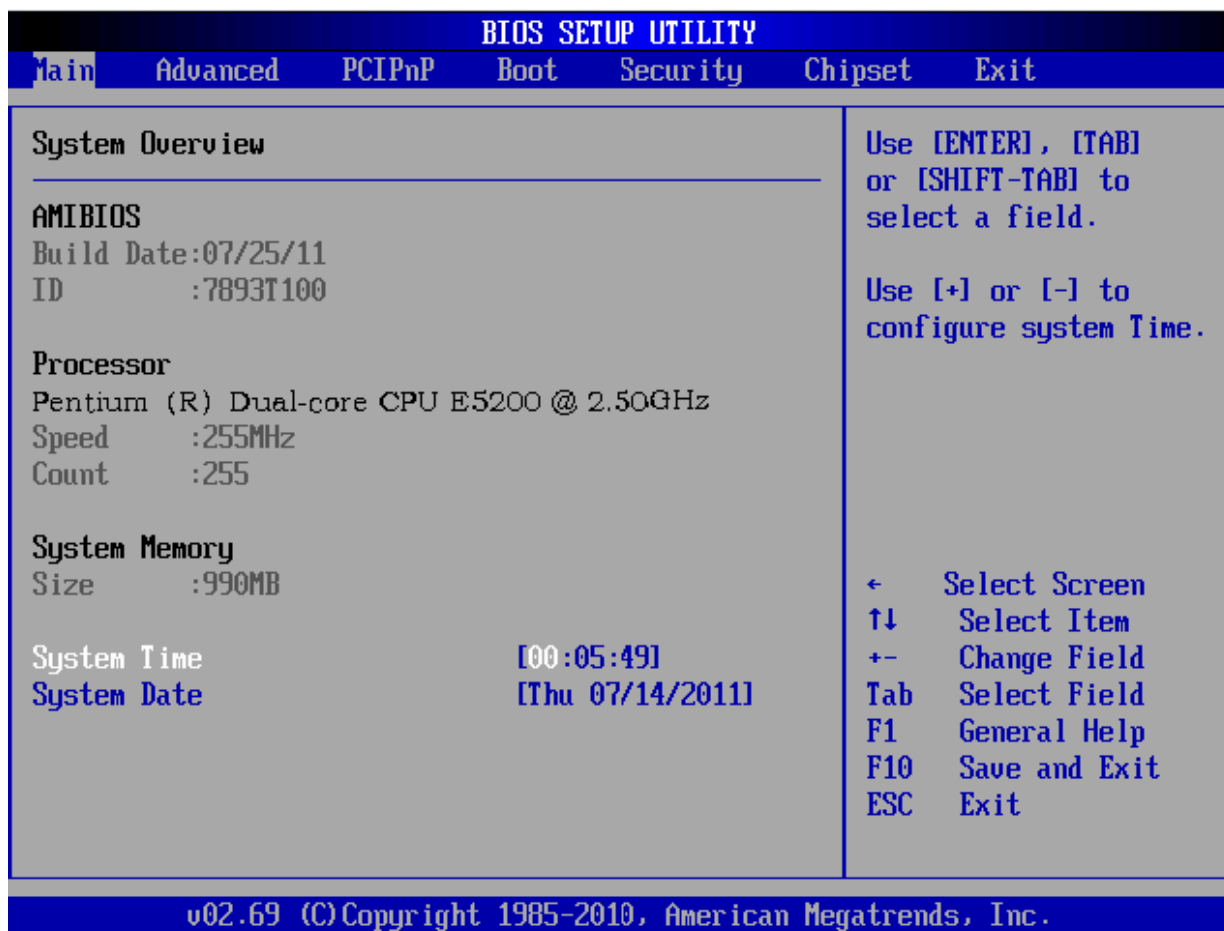 BIOS SETUP UTILITY
Main Advanced PCIPnP Boot Security Chipset Exit
System Overview
AMIBIOS
Build Date:07/25/11
ID :7893T100
Processor
Pentium (R) Dual-core CPU E5200 @ 2.50GHz
Speed :255MHz
Count :255
System Memory
Size :990MB
System Time [00:05:49]
System Date [Thu 07/14/2011]
Use [ENTER], [TAB]
or [SHIFT-TAB] to
select a field.
Use [+] or [-] to
configure system Time.
← Select Screen
↑↓ Select Item
+- Change Field
Tab Select Field
F1 General Help
F10 Save and Exit
ESC Exit
v02.69 (C)Copyright 1985-2010, American Megatrends, Inc.